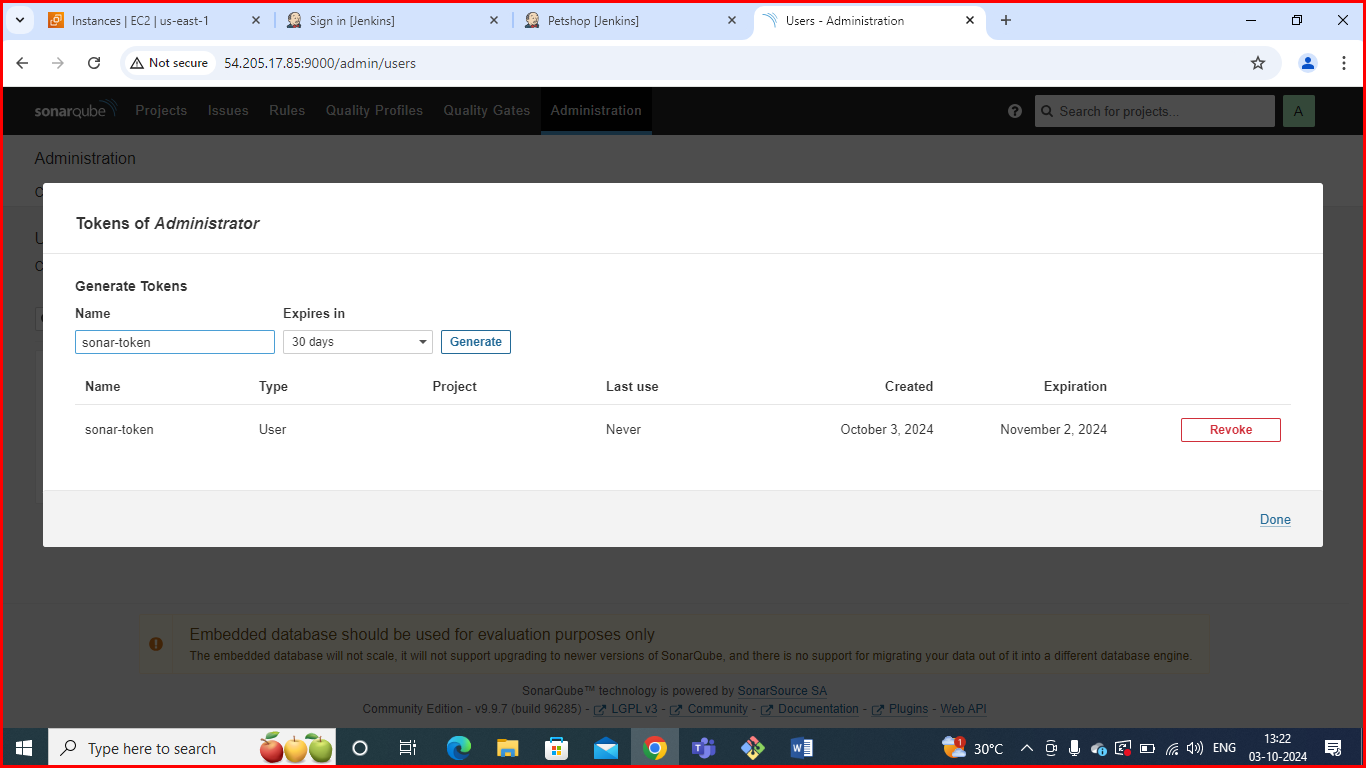 Instances | EC2 | us-east-1
Sign in [Jenkins]
Petshop [Jenkins]
Users - Administration
Not secure
54.205.17.85:9000/admin/users
sonarqube
Projects
Issues
Rules
Quality Profiles
Quality Gates
Administration
?
Search for projects...
A
Administration
Tokens of Administrator
Generate Tokens
Name Expires in
sonar-token 30 days Generate
Name Type Project Last use Created Expiration
sonar-token User Never October 3, 2024 November 2, 2024 Revoke
Done
Embedded database should be used for evaluation purposes only
The embedded database will not scale, it will not support upgrading to newer versions of SonarQube, and there is no support for migrating your data out of it into a different database engine.
SonarQube™ technology is powered by SonarSource SA
Community Edition - v9.9.7 (build 96285) - LGPL v3 - Community - Documentation - Plugins - Web API
Type here to search
1
30°C
ENG
13:22
03-10-2024